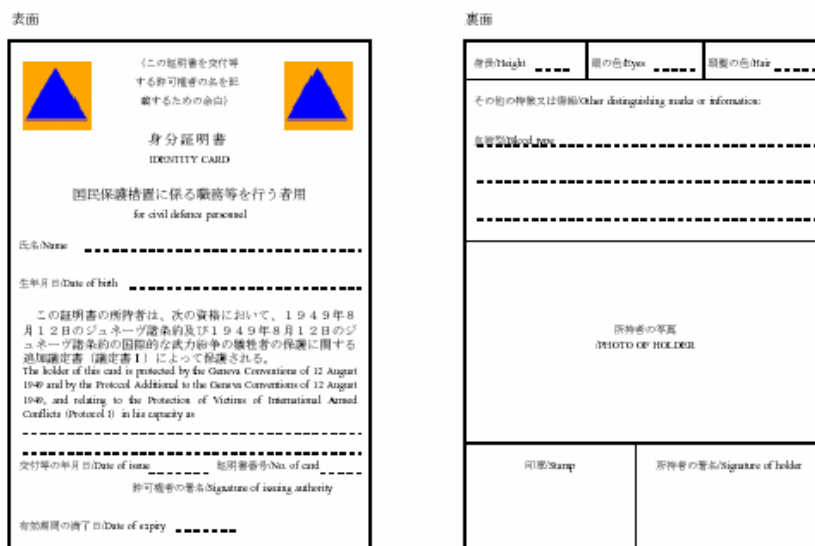 表面
(この証明書を交付等
する許可権者の名を記
載するための余白)
身分証明書
IDENTITY CARD
国民保護措置に係る職務等を行う者用
for civil defence personnel
氏名/Name
生年月日/Date of birth
この証明書の所持者は、次の資格において、1949年8
月12日のジュネーヴ諸条約及び1949年8月12日のジ
ュネーヴ諸条約の国際的な武力紛争の犠牲者の保護に関する
追加議定書(議定書I)によって保護される。
The holder of this card is protected by the Geneva Conventions of 12 August
1949 and by the Protocol Additional to the Geneva Conventions of 12 August
1949, and relating to the Protection of Victims of International Armed
Conflicts (Protocol I) in his capacity as
交付等の年月日/Date of issue 証明書番号/No. of card
許可権者の署名/Signature of issuing authority
有効期間の満了日/Date of expiry
裏面
身長/Height 眼の色/Eyes 頭髪の色/Hair
その他の特徴又は情報/Other distinguishing marks or information:
血液型/Blood type
所持者の写真
/PHOTO OF HOLDER
印章/Stamp 所持者の署名/Signature of holder